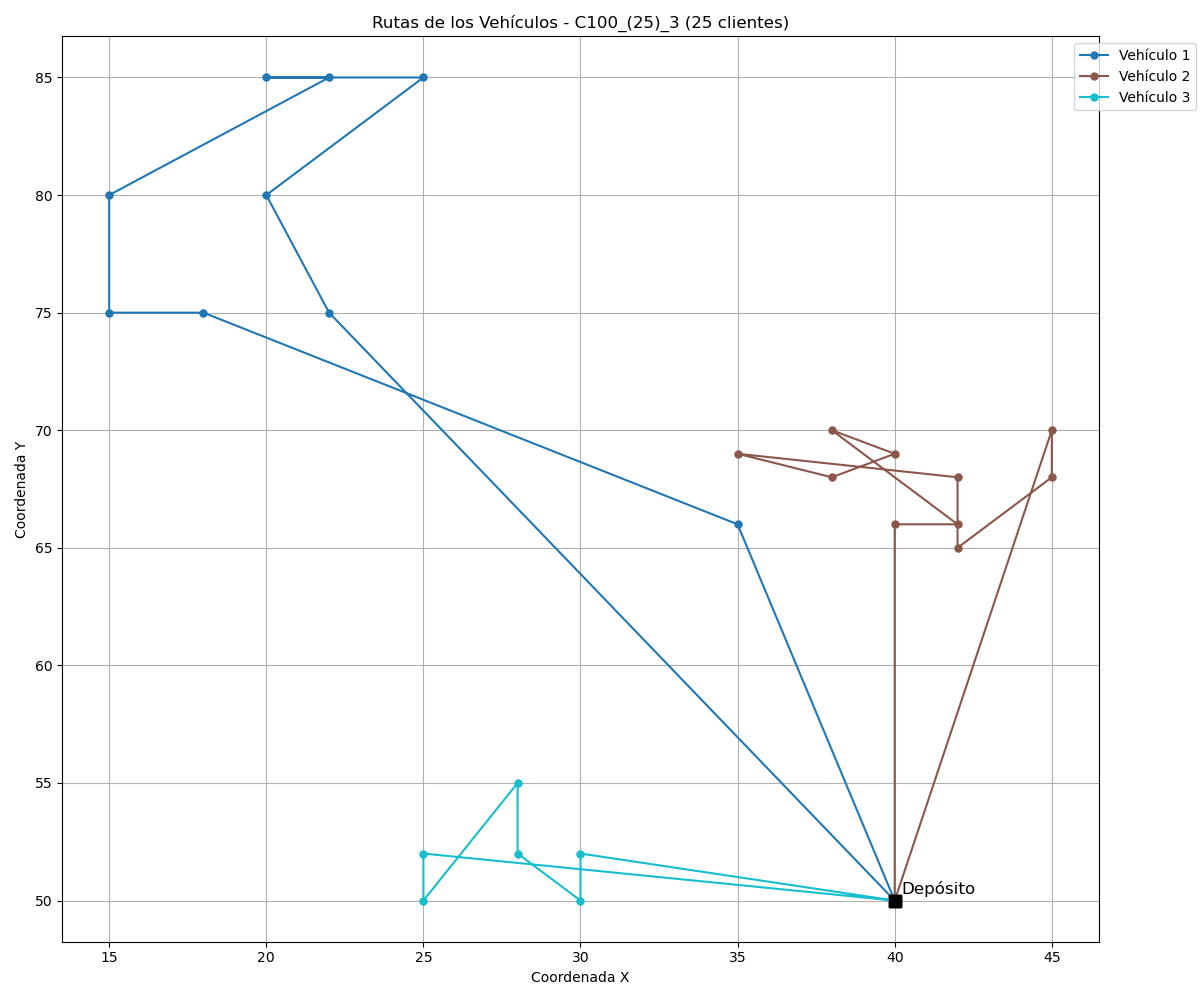 Rutas de los Vehículos - C100_(25)_3 (25 clientes)
Vehículo 1
Vehículo 2
Vehículo 3
Coordenada Y
85
80
75
70
65
60
55
50
Depósito
15 20 25 30 35 40 45
Coordenada X